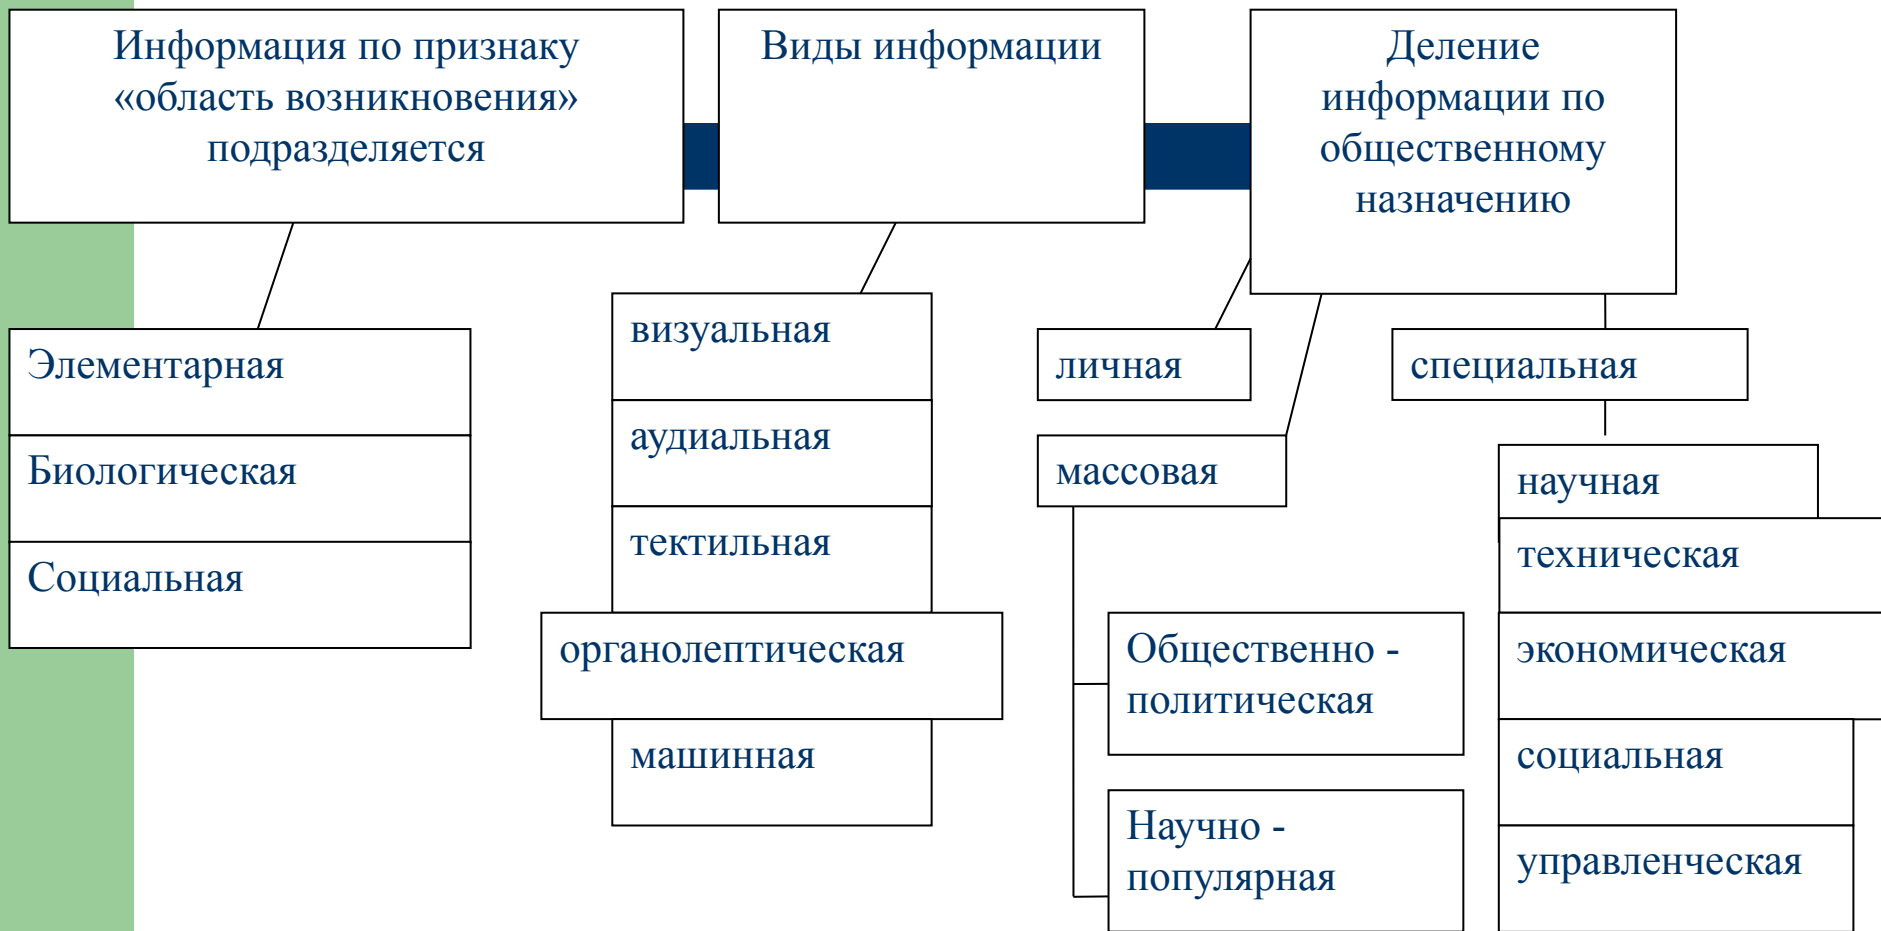 Информация по признаку
«область возникновения»
подразделяется
Элементарная
Биологическая
Социальная
Виды информации
визуальная
аудиальная
тектильная
органолептическая
машинная
Деление
информации по
общественному
назначению
личная
массовая
Общественно -
политическая
Научно -
популярная
специальная
научная
техническая
экономическая
социальная
управленческая